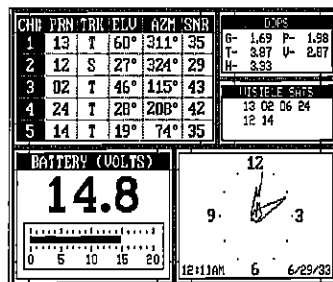 CH# PRN TRK ELV AZM SNR
1 13 T 60° 311° 35
2 12 S 27° 324° 29
3 02 T 46° 115° 43
4 24 T 28° 208° 42
5 14 T 19° 74° 35
DOPS
G- 1.69 P- 1.98
T- 3.87 V- 2.87
H- 3.93
VISIBLE SATS
13 02 06 24
12 14
BATTERY (VOLTS)
14.8
0 5 10 15 20
12
9 3
6
12:11AM 6/29/93